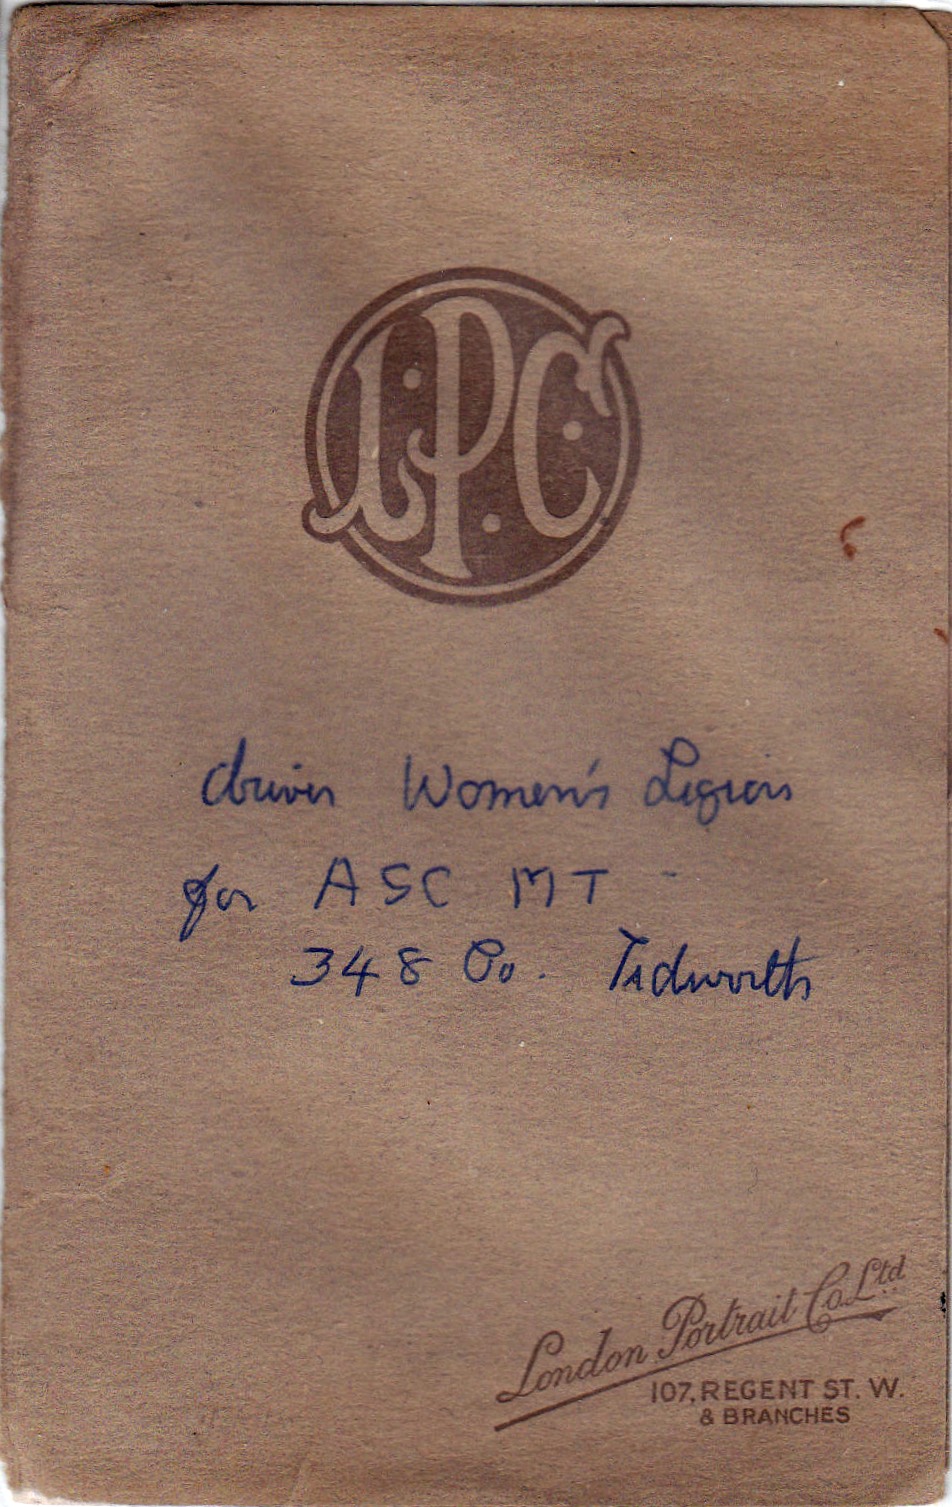 LPC
driver Women's Legion
for ASC MT -
348 Co. Tidworth
London Portrait Co. Ltd.
107, REGENT ST. W.
& BRANCHES